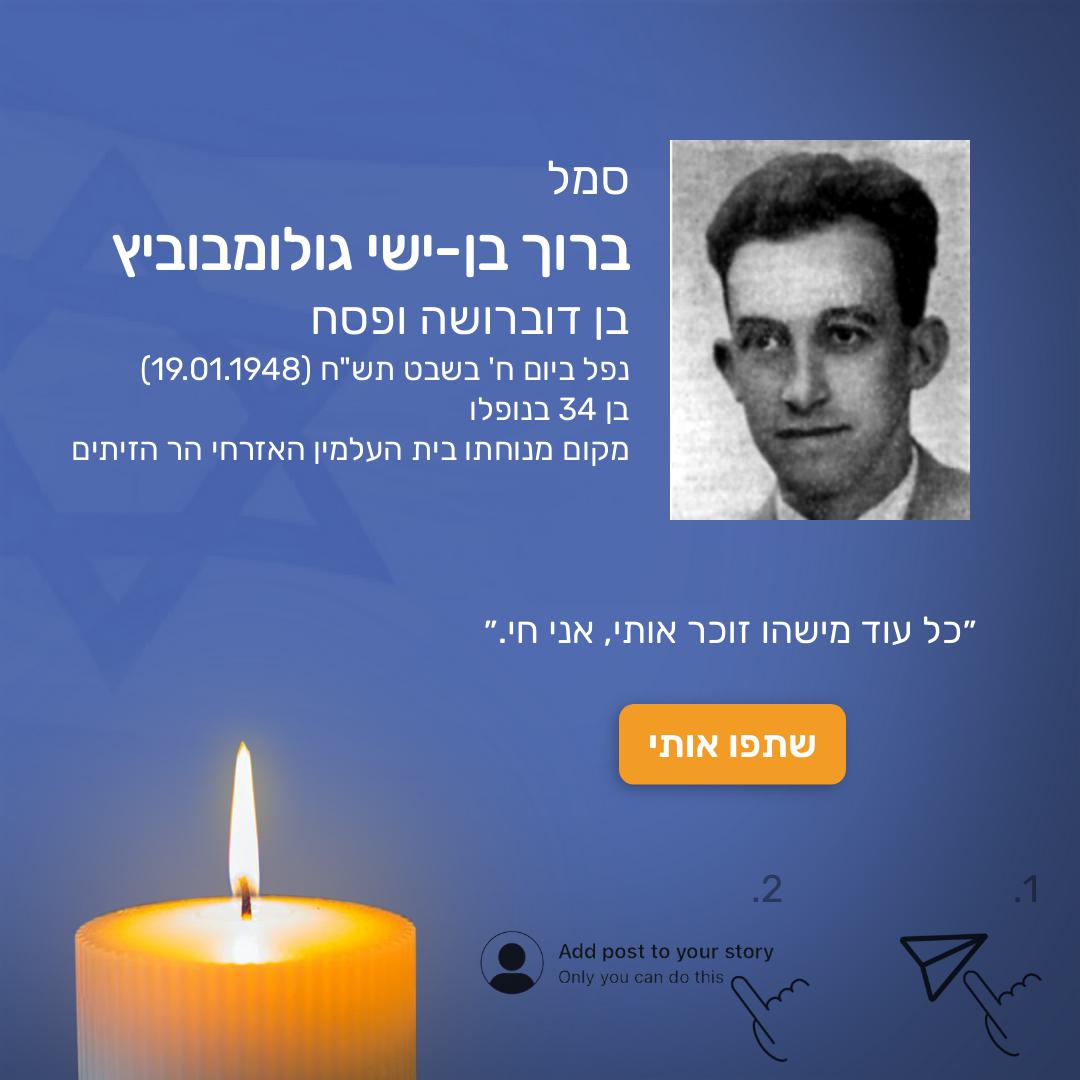 סמל
ברוך בן-ישי גולומבוביץ
בן דוברושה ופסח
נפל ביום ח' בשבט תש"ח (19.01.1948)
בן 34 בנופלו
מקום מנוחתו בית העלמין האזרחי הר הזיתים
״כל עוד מישהו זוכר אותי, אני חי.״
שתפו אותי
1.
2.
Add post to your story
Only you can do this